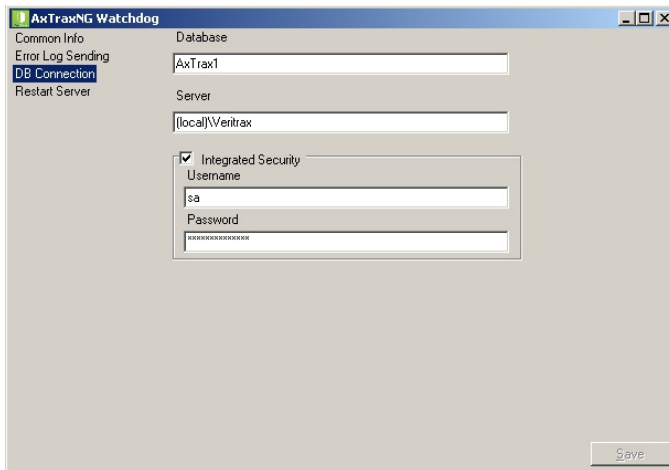 AxTraxNG Watchdog
Common Info
Error Log Sending
DB Connection
Restart Server
Database
AxTrax1
Server
(local)\Veritrax
Integrated Security
Username
sa
Password
**************
Save